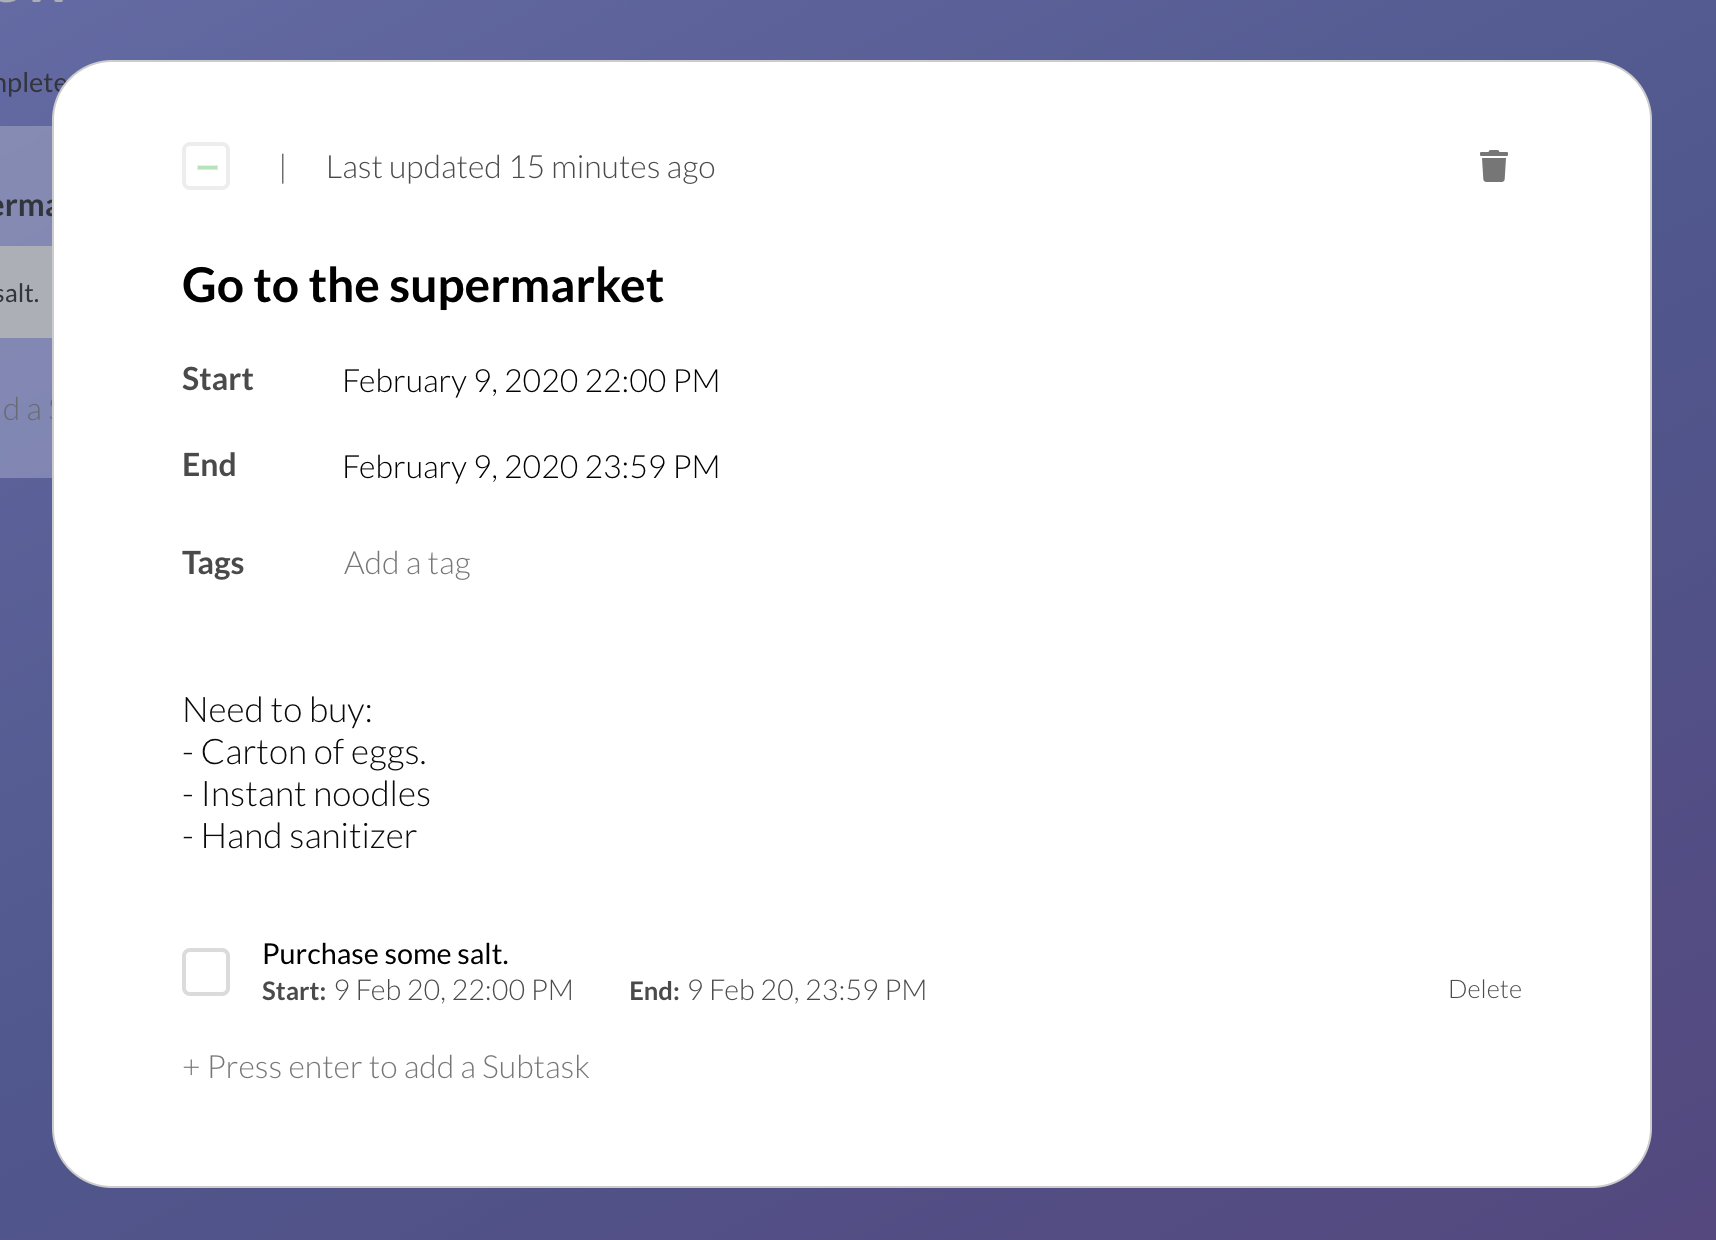 Last updated 15 minutes ago
Go to the supermarket
Start February 9, 2020 22:00 PM
End February 9, 2020 23:59 PM
Tags Add a tag
Need to buy:
- Carton of eggs.
- Instant noodles
- Hand sanitizer
Purchase some salt.
Start: 9 Feb 20, 22:00 PM End: 9 Feb 20, 23:59 PM Delete
+ Press enter to add a Subtask
salt.
d a